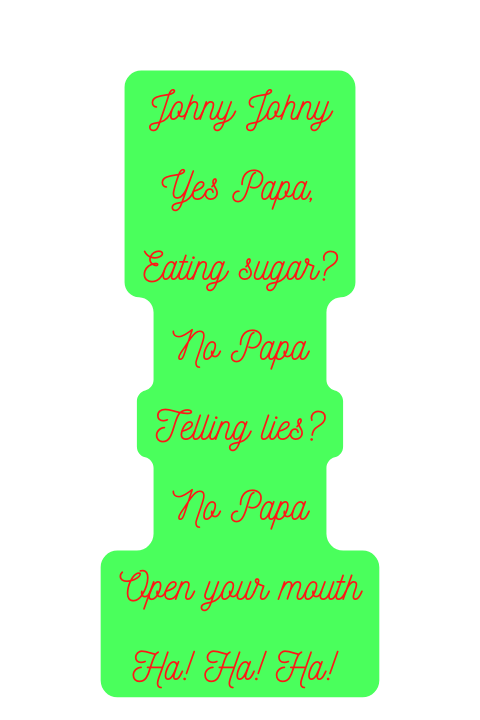 Johny Johny
Yes Papa,
Eating sugar?
No Papa
Telling lies?
No Papa
Open your mouth
Ha! Ha! Ha!